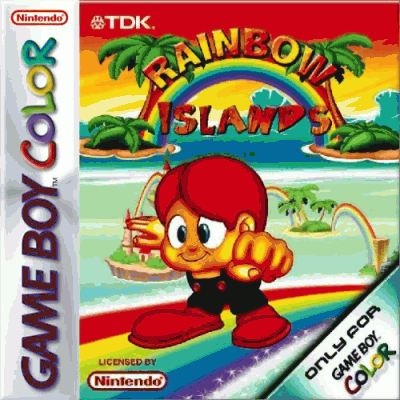 Nintendo
GAME BOY COLOR
TM
TDK
RAINBOW
ISLANDS
LICENSED BY
Nintendo
ONLY FOR
GAME BOY
COLOR